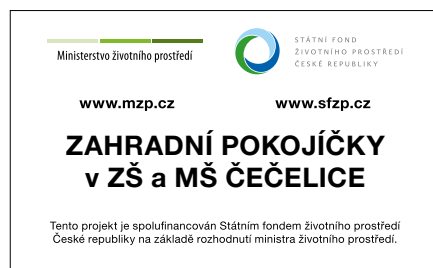 Ministerstvo životního prostředí
STÁTNÍ FOND
ŽIVOTNÍHO PROSTŘEDÍ
ČESKÉ REPUBLIKY
www.mzp.cz
www.sfzp.cz
ZAHRADNÍ POKOJÍČKY
v ZŠ a MŠ ČEČELICE
Tento projekt je spolufinancován Státním fondem životního prostředí
České republiky na základě rozhodnutí ministra životního prostředí.